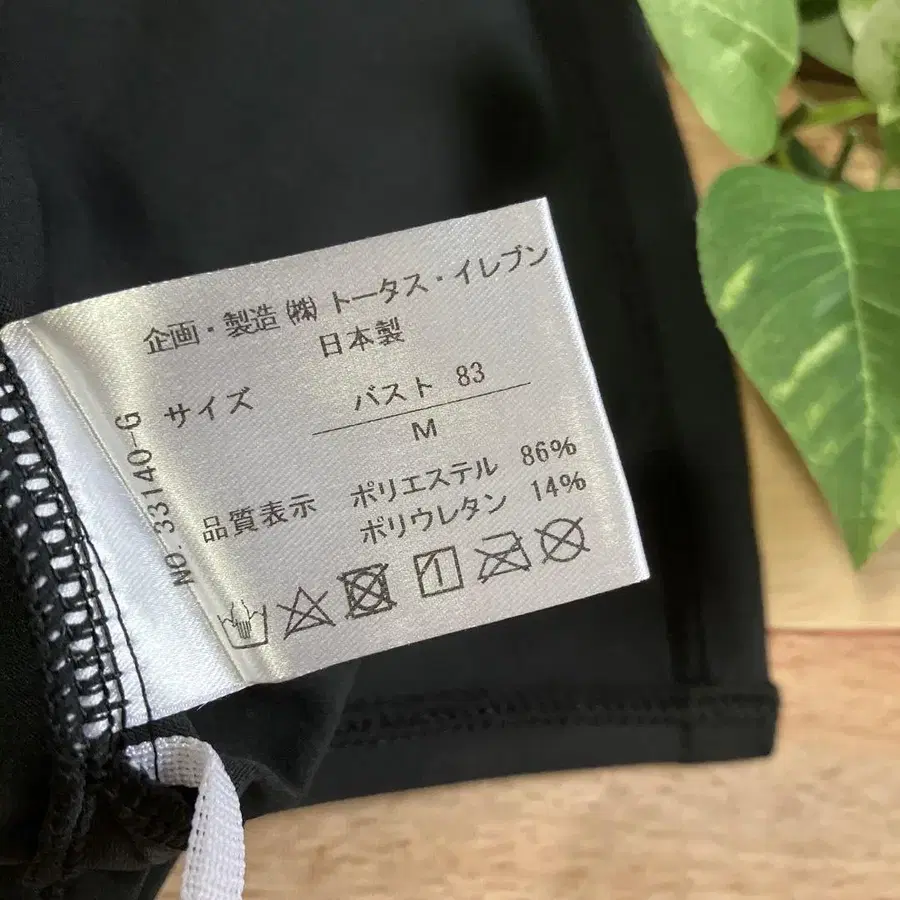 企画・製造 ㈱ トータス・イレブン
日本製
サイズ バスト 83
M
品質表示 ポリエステル 86%
ポリウレタン 14%
NO. 33140-G